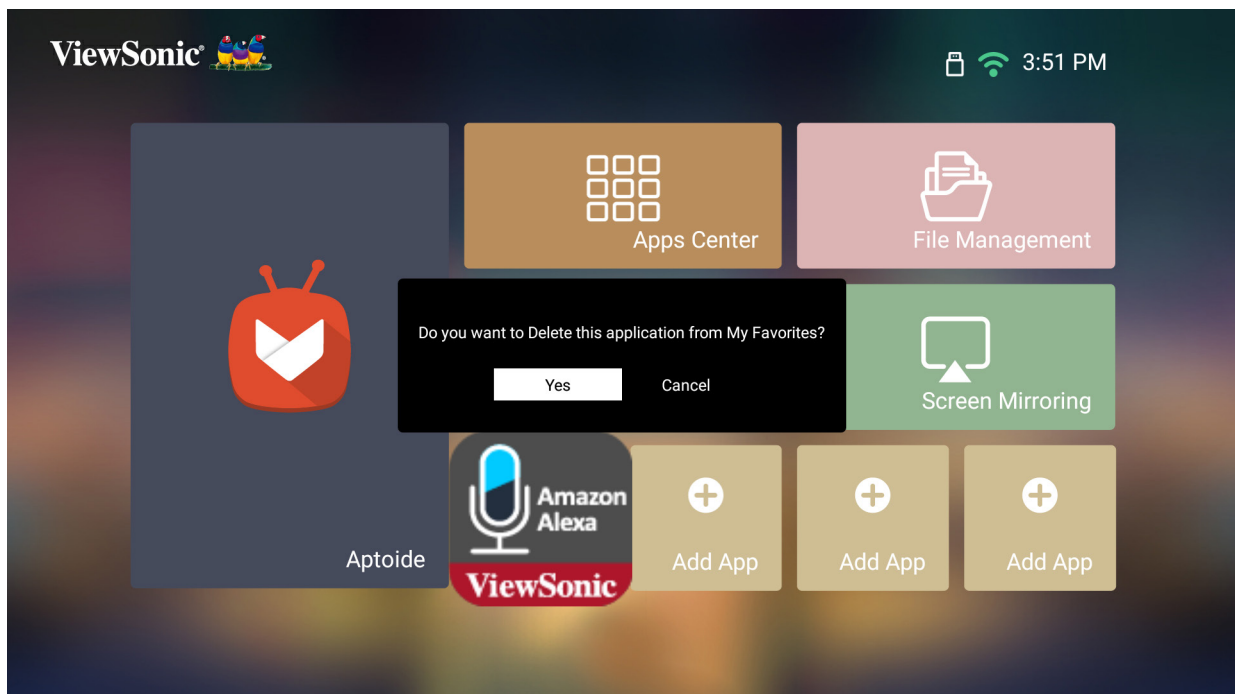 ViewSonic®
3:51 PM
Apps Center
File Management
Do you want to Delete this application from My Favorites?
Yes
Cancel
Screen Mirroring
Aptoide
Amazon
Alexa
ViewSonic
Add App
Add App
Add App